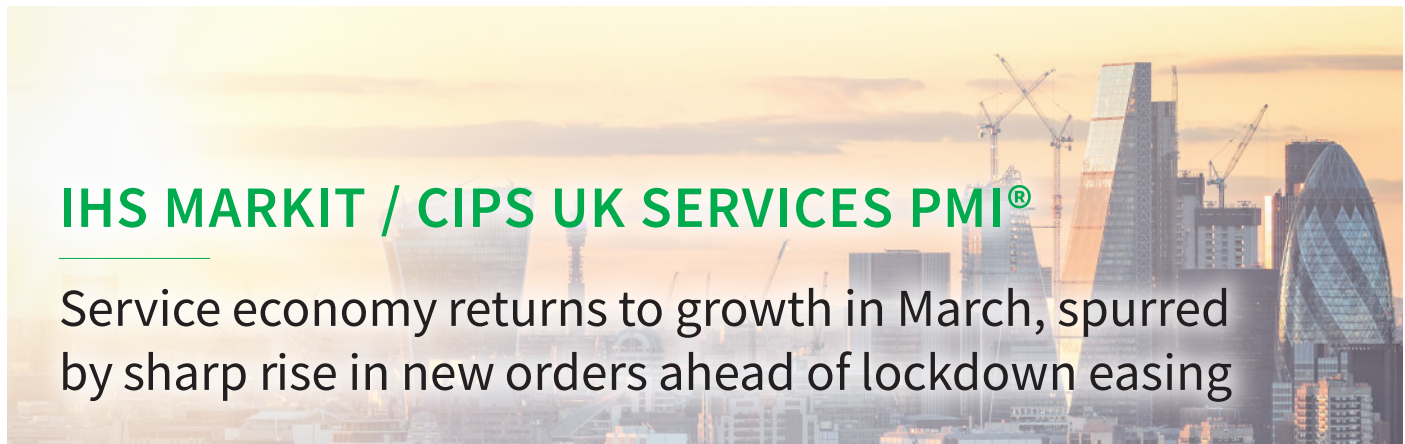 IHS MARKIT / CIPS UK SERVICES PMI®
Service economy returns to growth in March, spurred
by sharp rise in new orders ahead of lockdown easing